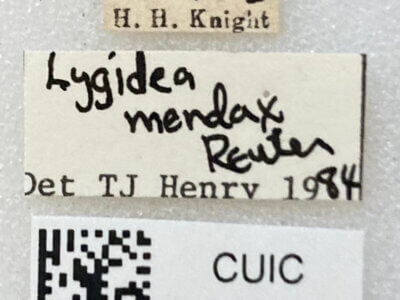 H. H. Knight
Lygidea
mendax
Reuter
Det TJ Henry 1984
CUIC